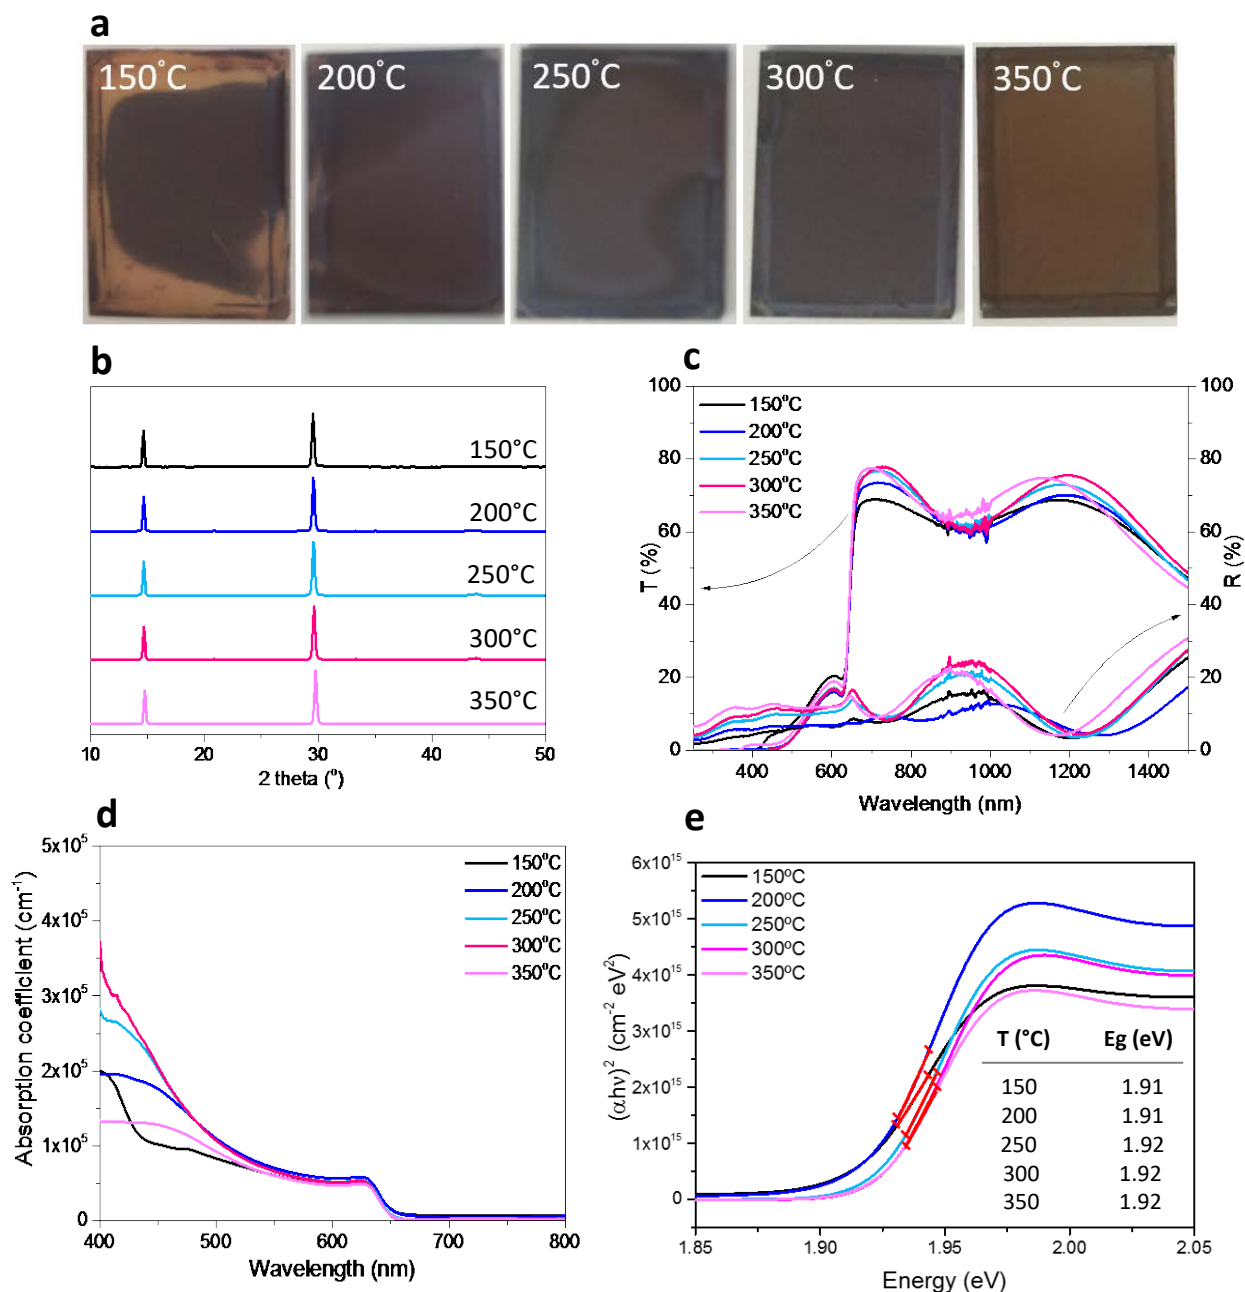 a
150°C 200°C 250°C 300°C 350°C
b
150°C
200°C
250°C
300°C
350°C
10 20 30 40 50
2 theta (°)
c
100
80
60
40
20
0
T (%)
150°C
200°C
250°C
300°C
350°C
100
80
60
40
20
0
R (%)
400 600 800 1000 1200 1400
Wavelength (nm)
d
5x10⁵
4x10⁵
3x10⁵
2x10⁵
1x10⁵
0
Absorption coefficient (cm⁻¹)
150°C
200°C
250°C
300°C
350°C
400 500 600 700 800
Wavelength (nm)
e
6x10¹⁵
5x10¹⁵
4x10¹⁵
3x10¹⁵
2x10¹⁵
1x10¹⁵
0
(αhν)² (cm⁻² eV²)
150ºC
200ºC
250ºC
300ºC
350ºC
T (°C) Eg (eV)
150 1.91
200 1.91
250 1.92
300 1.92
350 1.92
1.85 1.90 1.95 2.00 2.05
Energy (eV)